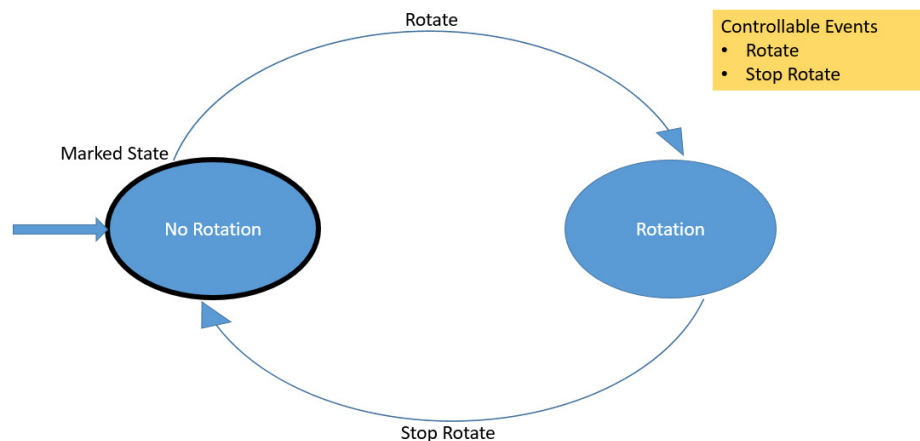 Rotate
Controllable Events
• Rotate
• Stop Rotate
Marked State
No Rotation
Rotation
Stop Rotate